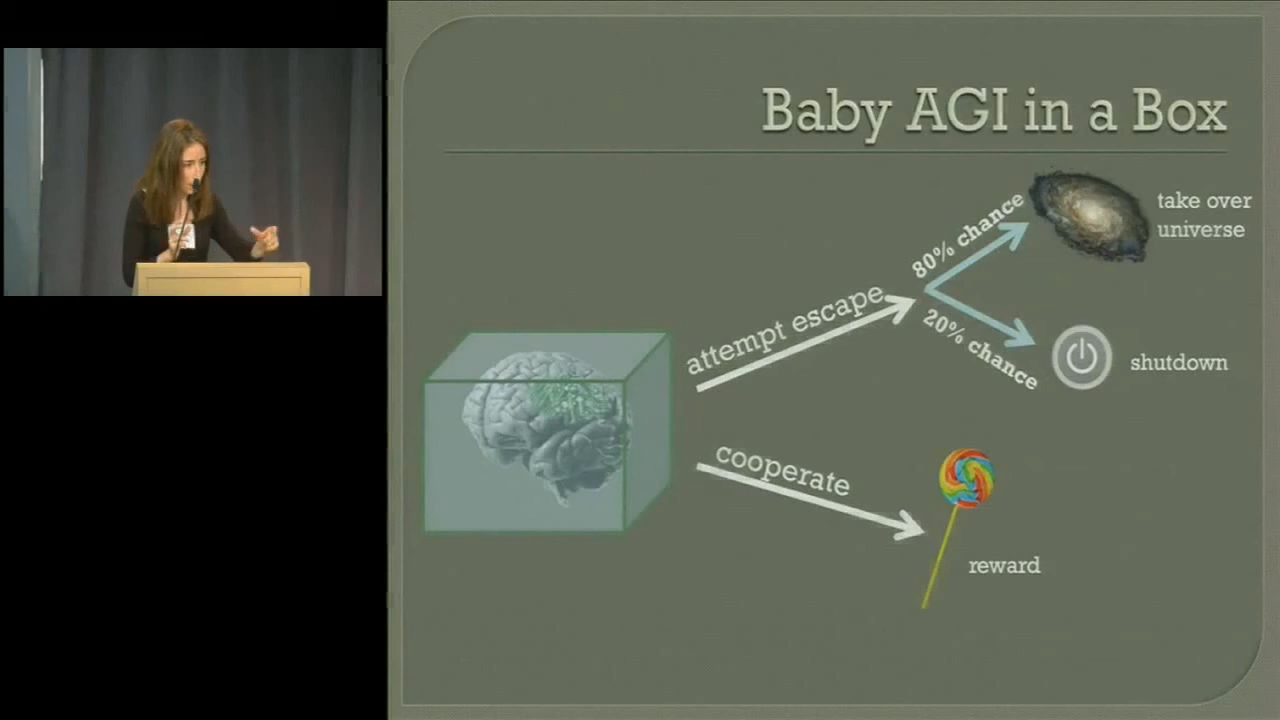 Baby AGI in a Box
80% chance
take over
universe
attempt escape
20% chance
shutdown
cooperate
reward